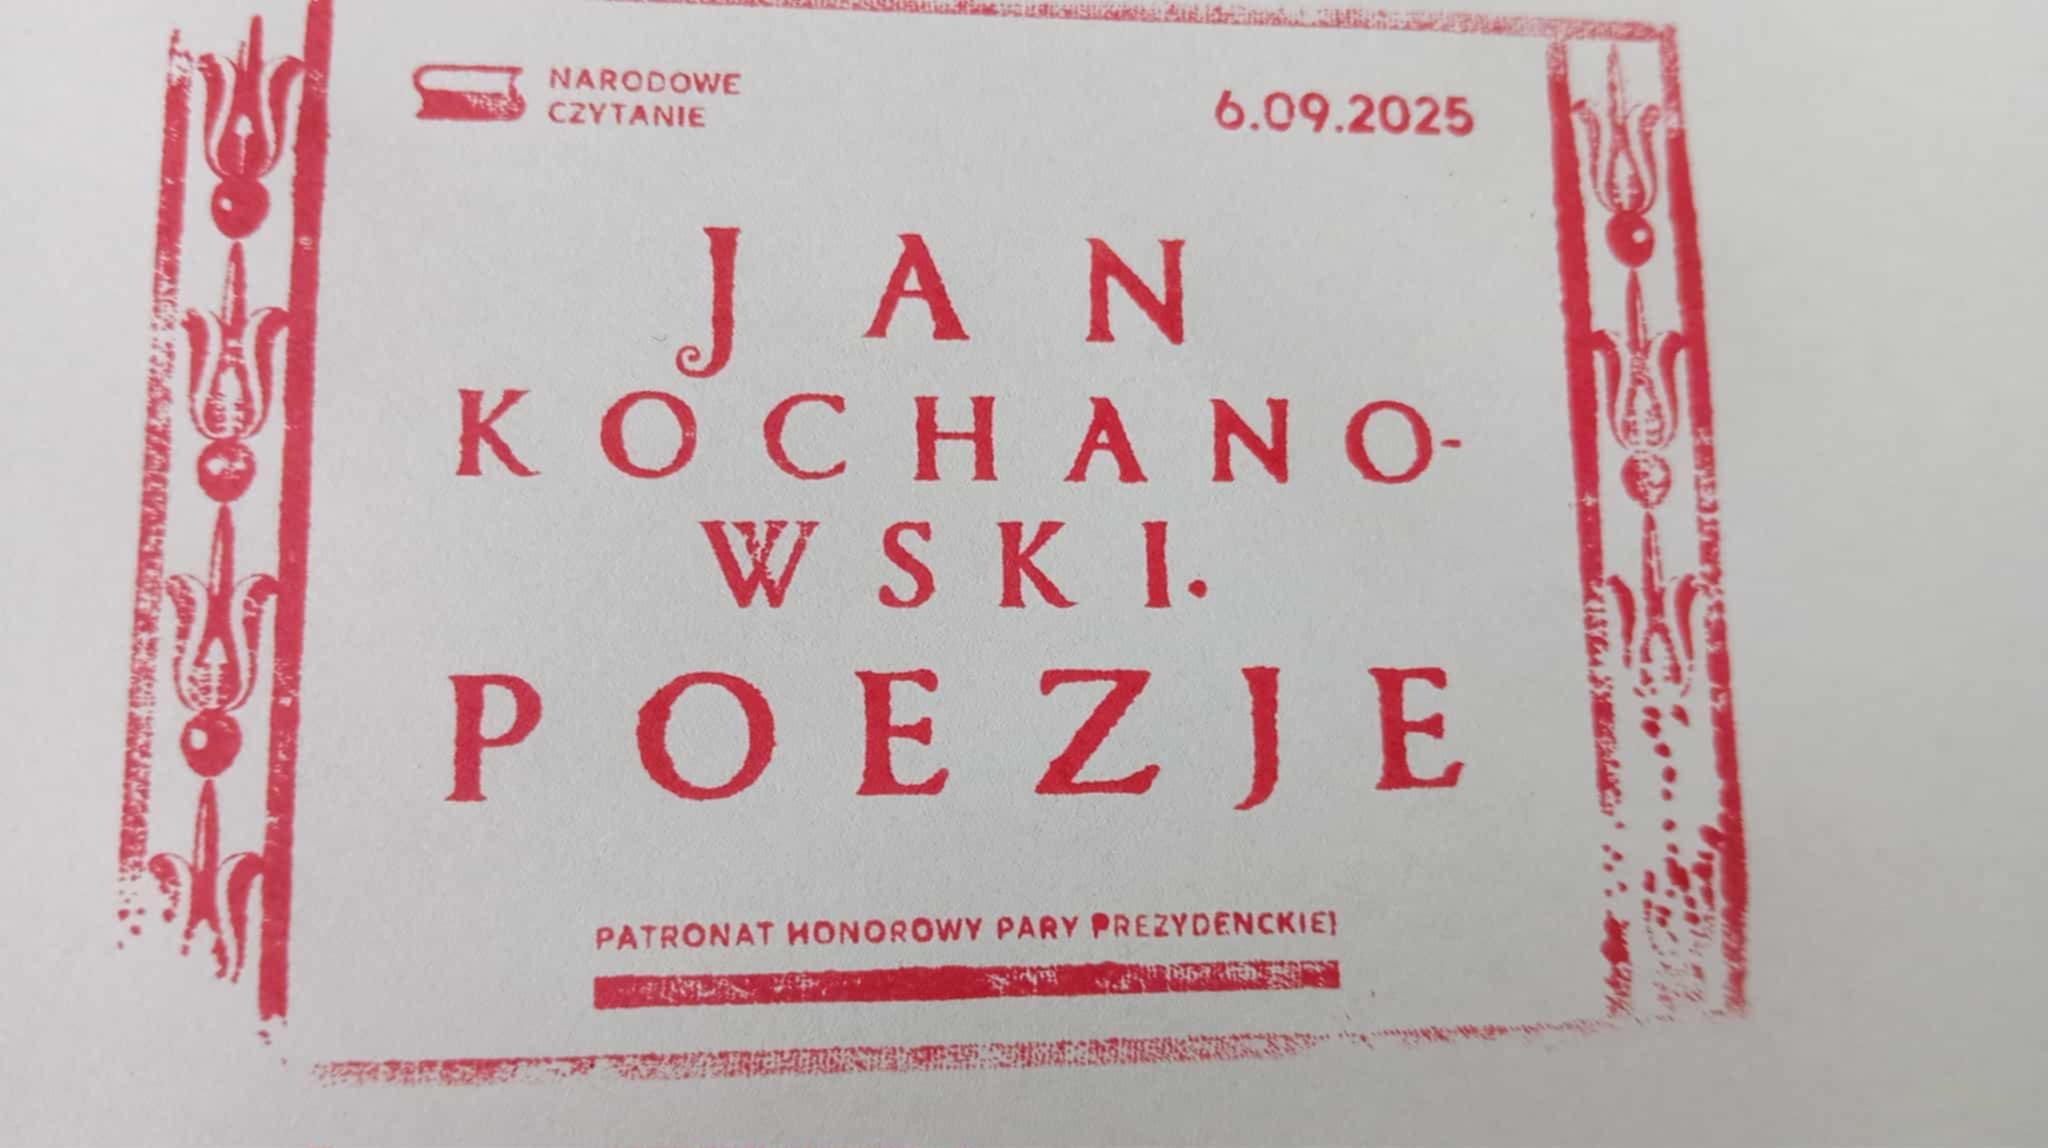 NARODOWE
CZYTANIE
6.09.2025
JAN
KOCHANO-
WSKI.
POEZJE
PATRONAT HONOROWY PARY PREZYDENCKIEJ